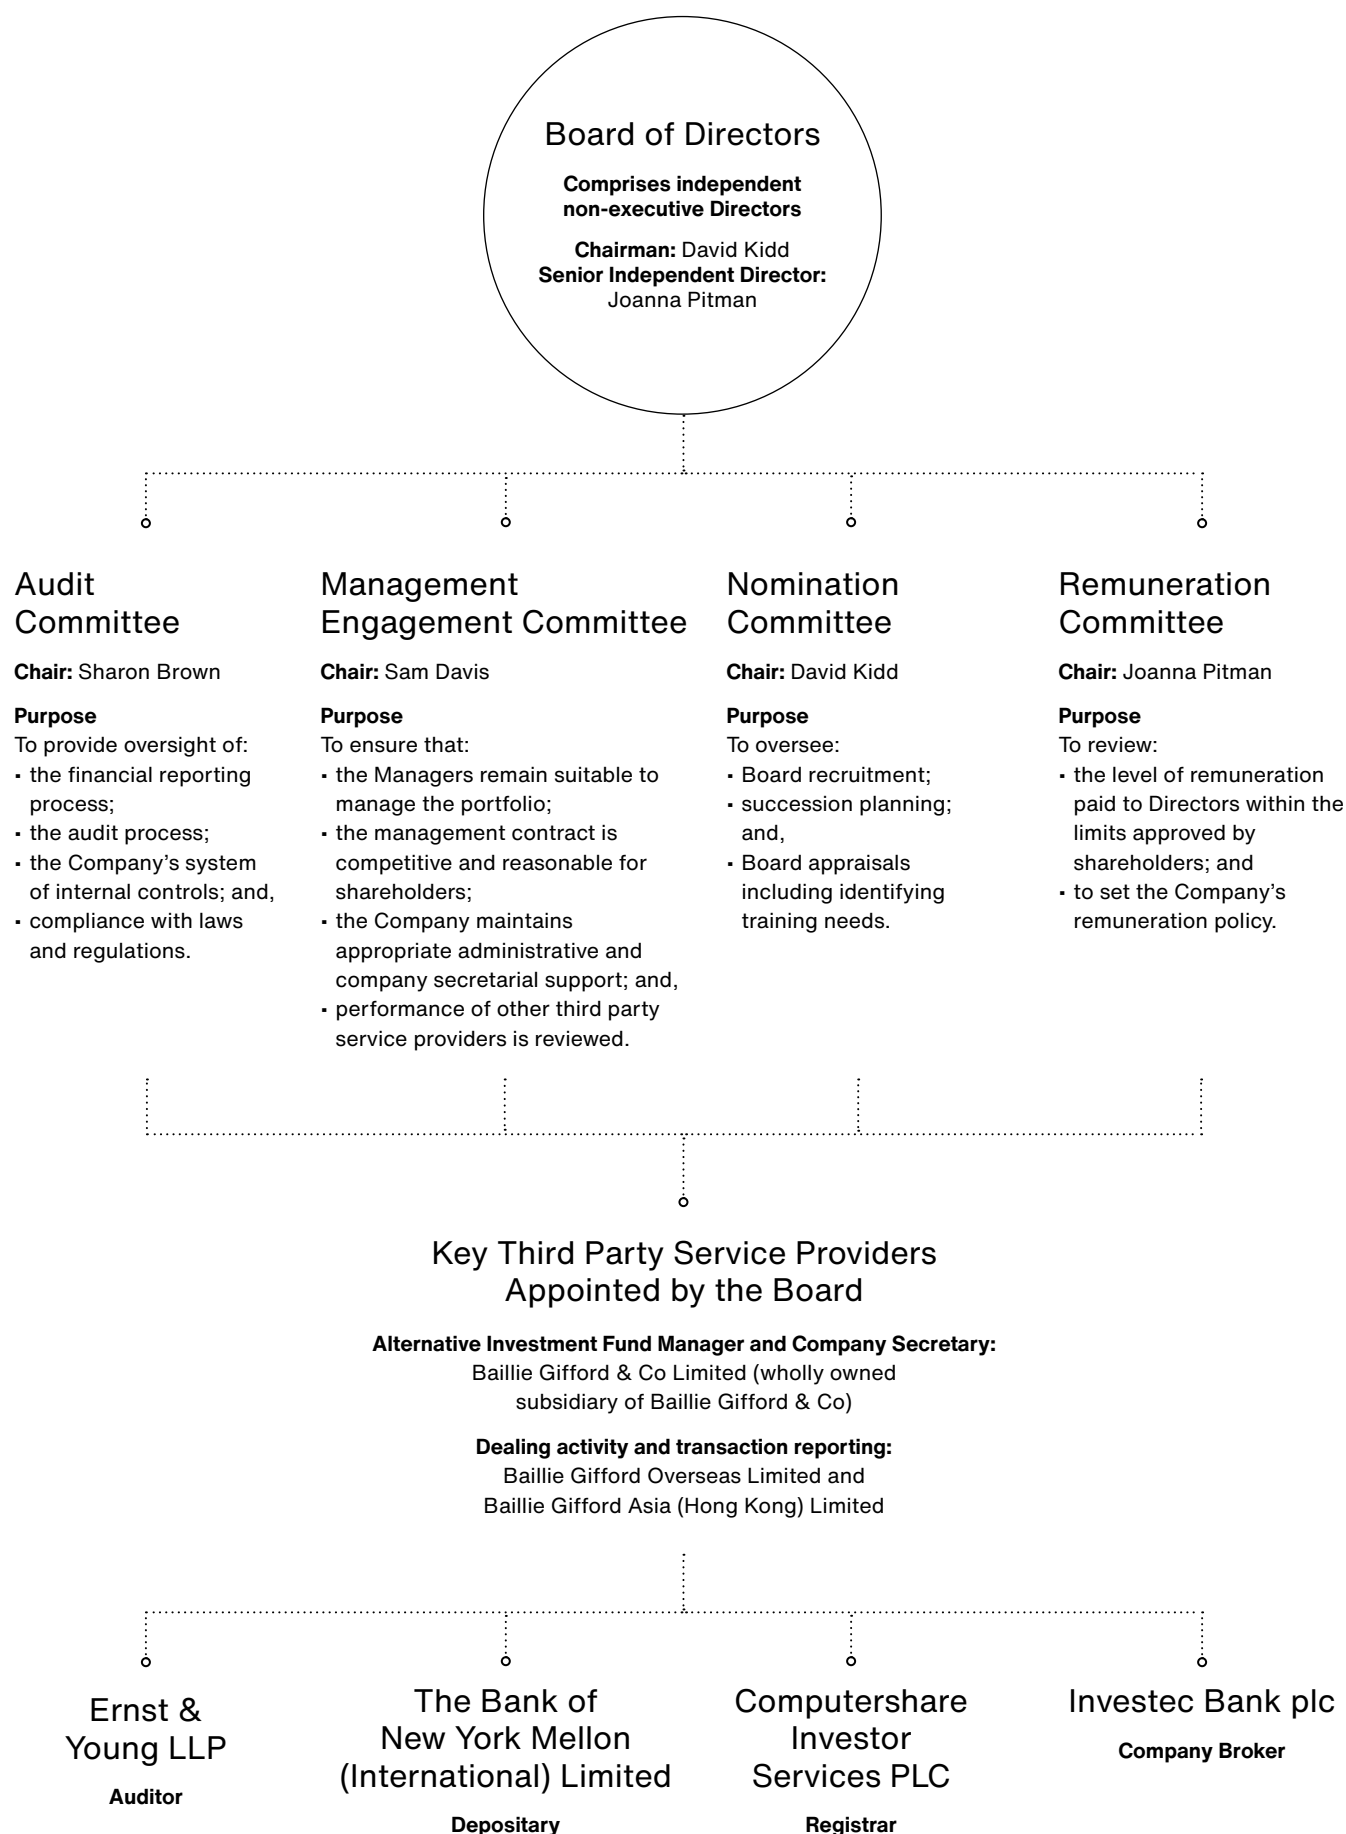 Board of Directors
Comprises independent
non-executive Directors
Chairman: David Kidd
Senior Independent Director:
Joanna Pitman
Audit
Committee
Chair: Sharon Brown
Purpose
To provide oversight of:
▪ the financial reporting
process;
▪ the audit process;
▪ the Company’s system
of internal controls; and,
▪ compliance with laws
and regulations.
Management
Engagement Committee
Chair: Sam Davis
Purpose
To ensure that:
▪ the Managers remain suitable to
manage the portfolio;
▪ the management contract is
competitive and reasonable for
shareholders;
▪ the Company maintains
appropriate administrative and
company secretarial support; and,
▪ performance of other third party
service providers is reviewed.
Nomination
Committee
Chair: David Kidd
Purpose
To oversee:
▪ Board recruitment;
▪ succession planning;
and,
▪ Board appraisals
including identifying
training needs.
Remuneration
Committee
Chair: Joanna Pitman
Purpose
To review:
▪ the level of remuneration
paid to Directors within the
limits approved by
shareholders; and
▪ to set the Company’s
remuneration policy.
Key Third Party Service Providers
Appointed by the Board
Alternative Investment Fund Manager and Company Secretary:
Baillie Gifford & Co Limited (wholly owned
subsidiary of Baillie Gifford & Co)
Dealing activity and transaction reporting:
Baillie Gifford Overseas Limited and
Baillie Gifford Asia (Hong Kong) Limited
Ernst &
Young LLP
Auditor
The Bank of
New York Mellon
(International) Limited
Depositary
Computershare
Investor
Services PLC
Registrar
Investec Bank plc
Company Broker